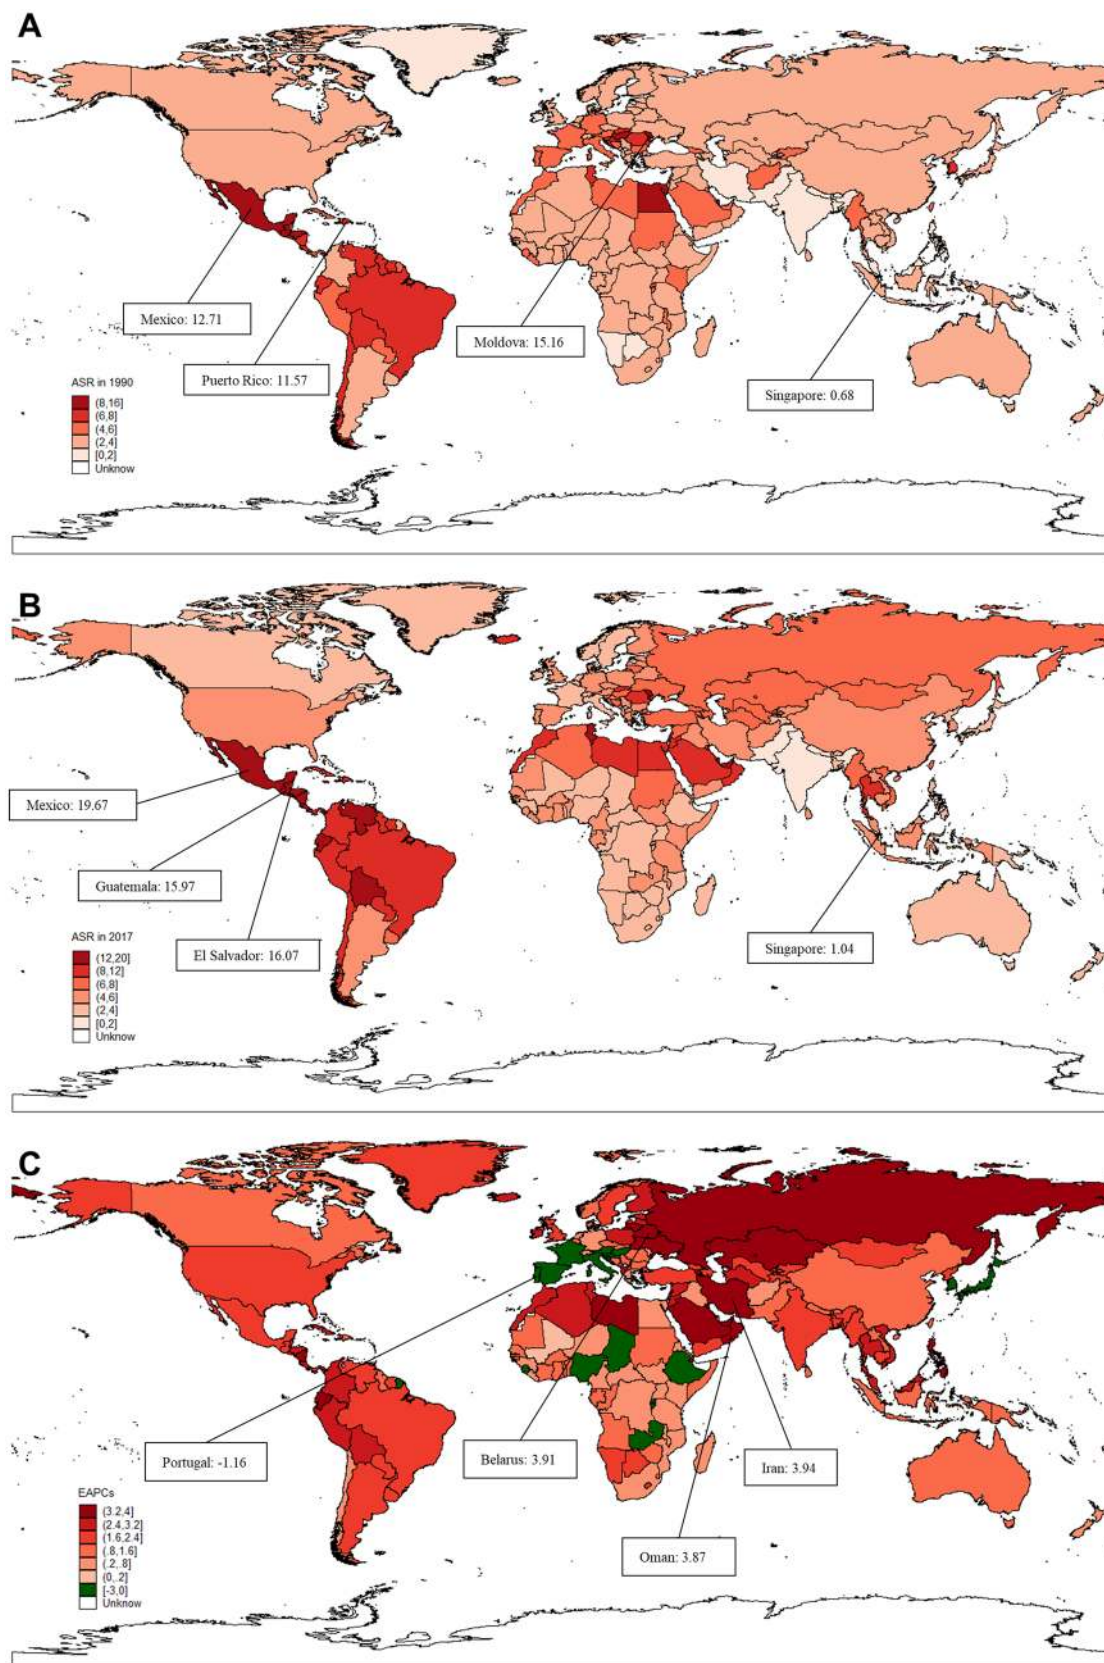 A
Mexico: 12.71
Puerto Rico: 11.57
Moldova: 15.16
Singapore: 0.68
ASR in 1990
(8,16]
(6,8]
(4,6]
(2,4]
[0,2]
Unknow
B
Mexico: 19.67
Guatemala: 15.97
El Salvador: 16.07
Singapore: 1.04
ASR in 2017
(12,20]
(8,12]
(6,8]
(4,6]
(2,4]
[0,2]
Unknow
C
Portugal: -1.16
Belarus: 3.91
Iran: 3.94
Oman: 3.87
EAPCs
(3.2,4]
(2.4,3.2]
(1.6,2.4]
(.8,1.6]
(.2,.8]
(0,.2]
[-3,0]
Unknow